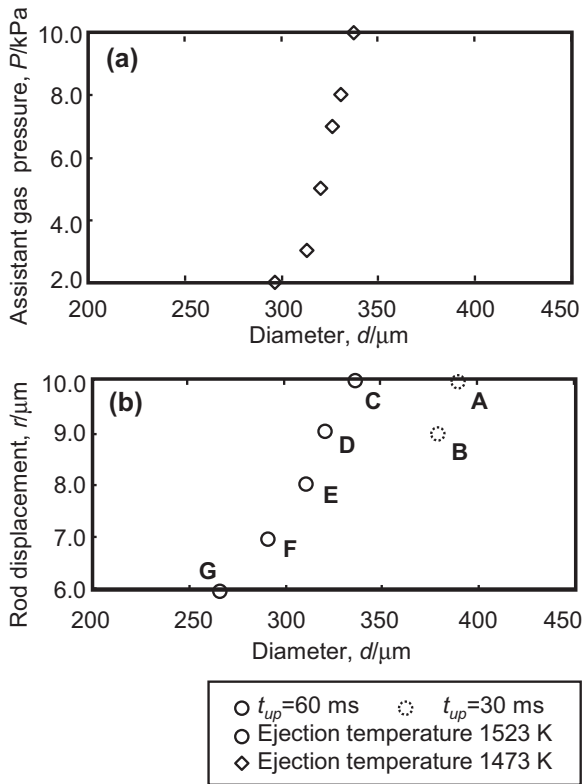 Assistant gas pressure, P/kPa
10.0
8.0
6.0
4.0
2.0
(a)
200 250 300 350 400 450
Diameter, d/μm
Rod displacement, r/μm
10.0
9.0
8.0
7.0
6.0
(b)
C
A
D
B
E
F
G
200 250 300 350 400 450
Diameter, d/μm
t_up=60 ms t_up=30 ms
Ejection temperature 1523 K
Ejection temperature 1473 K